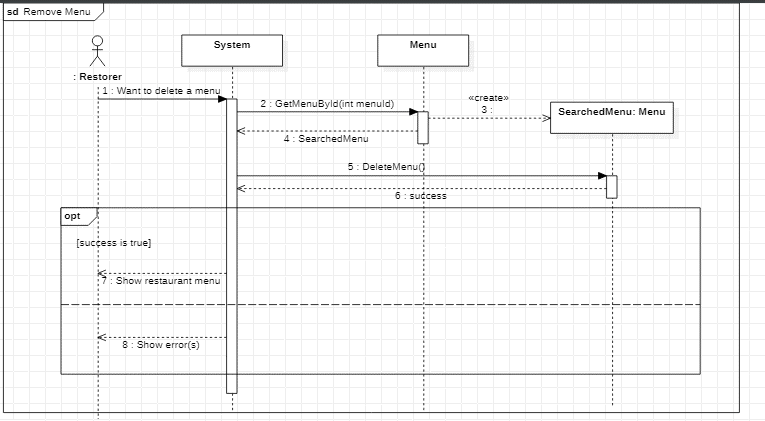 sd Remove Menu
System
Menu
: Restorer
1 : Want to delete a menu
2 : GetMenuById(int menuId)
«create»
3 :
SearchedMenu: Menu
4 : SearchedMenu
5 : DeleteMenu()
6 : success
opt
[success is true]
7 : Show restaurant menu
8 : Show error(s)